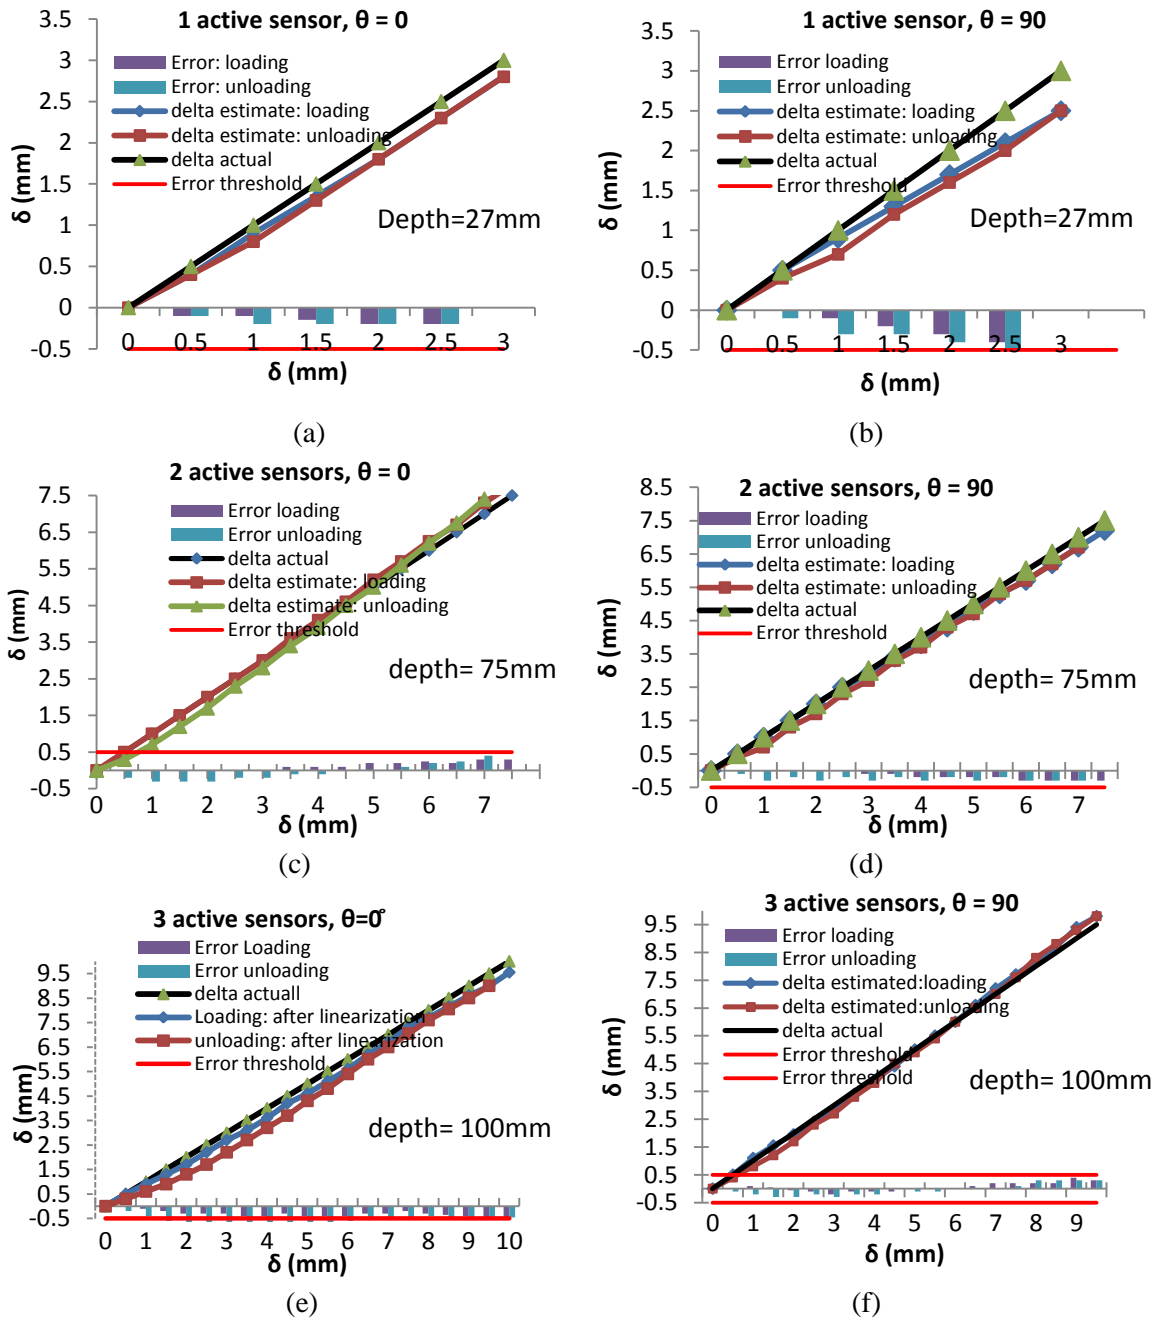 1 active sensor, θ = 0
3.5
3
2.5
2
1.5
1
0.5
0
-0.5
Error: loading
Error: unloading
delta estimate: loading
delta estimate: unloading
delta actual
Error threshold
Depth=27mm
δ (mm)
0 0.5 1 1.5 2 2.5 3
δ (mm)
(a)
1 active sensor, θ = 90
3.5
3
2.5
2
1.5
1
0.5
0
-0.5
Error loading
Error unloading
delta estimate: loading
delta estimate: unloading
delta actual
Error threshold
Depth=27mm
δ (mm)
0 0.5 1 1.5 2 2.5 3
δ (mm)
(b)
2 active sensors, θ = 0
7.5
6.5
5.5
4.5
3.5
2.5
1.5
0.5
-0.5
Error loading
Error unloading
delta actual
delta estimate: loading
delta estimate: unloading
Error threshold
depth= 75mm
δ (mm)
0 1 2 3 4 5 6 7
δ (mm)
(c)
2 active sensors, θ = 90
8.5
7.5
6.5
5.5
4.5
3.5
2.5
1.5
0.5
-0.5
Error loading
Error unloading
delta estimate: loading
delta estimate: unloading
delta actual
Error threshold
depth= 75mm
δ (mm)
0 1 2 3 4 5 6 7
δ (mm)
(d)
3 active sensors, θ=0°
9.5
8.5
7.5
6.5
5.5
4.5
3.5
2.5
1.5
0.5
-0.5
Error Loading
Error unloading
delta actuall
Loading: after linearization
unloading: after linearization
Error threshold
depth= 100mm
δ (mm)
0 1 2 3 4 5 6 7 8 9 10
δ (mm)
(e)
3 active sensors, θ = 90
9.5
8.5
7.5
6.5
5.5
4.5
3.5
2.5
1.5
0.5
-0.5
Error loading
Error unloading
delta estimated:loading
delta estimated:unloading
delta actual
Error threshold
Error threshold
depth= 100mm
δ (mm)
0 1 2 3 4 5 6 7 8 9
δ (mm)
(f)